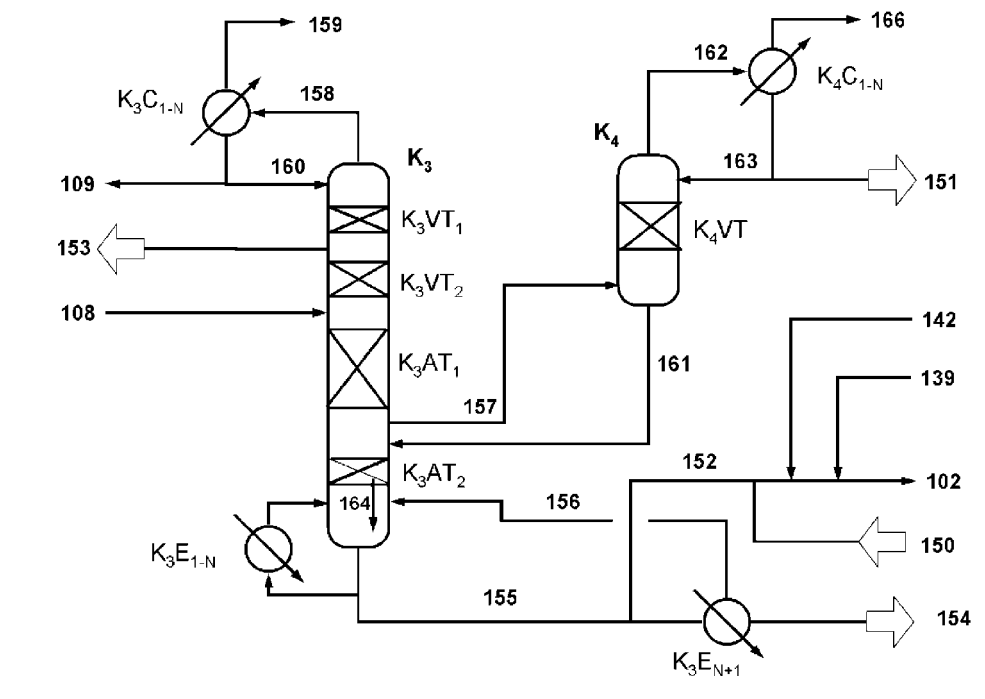 159
166
162
K₄C₁₋N
158
K₃C₁₋N
K₄
K₃
160
163
109
151
K₃VT₁
K₄VT
153
K₃VT₂
108
142
K₃AT₁
161
139
157
152
K₃AT₂
102
164
156
150
K₃E₁₋N
155
154
K₃EN+1